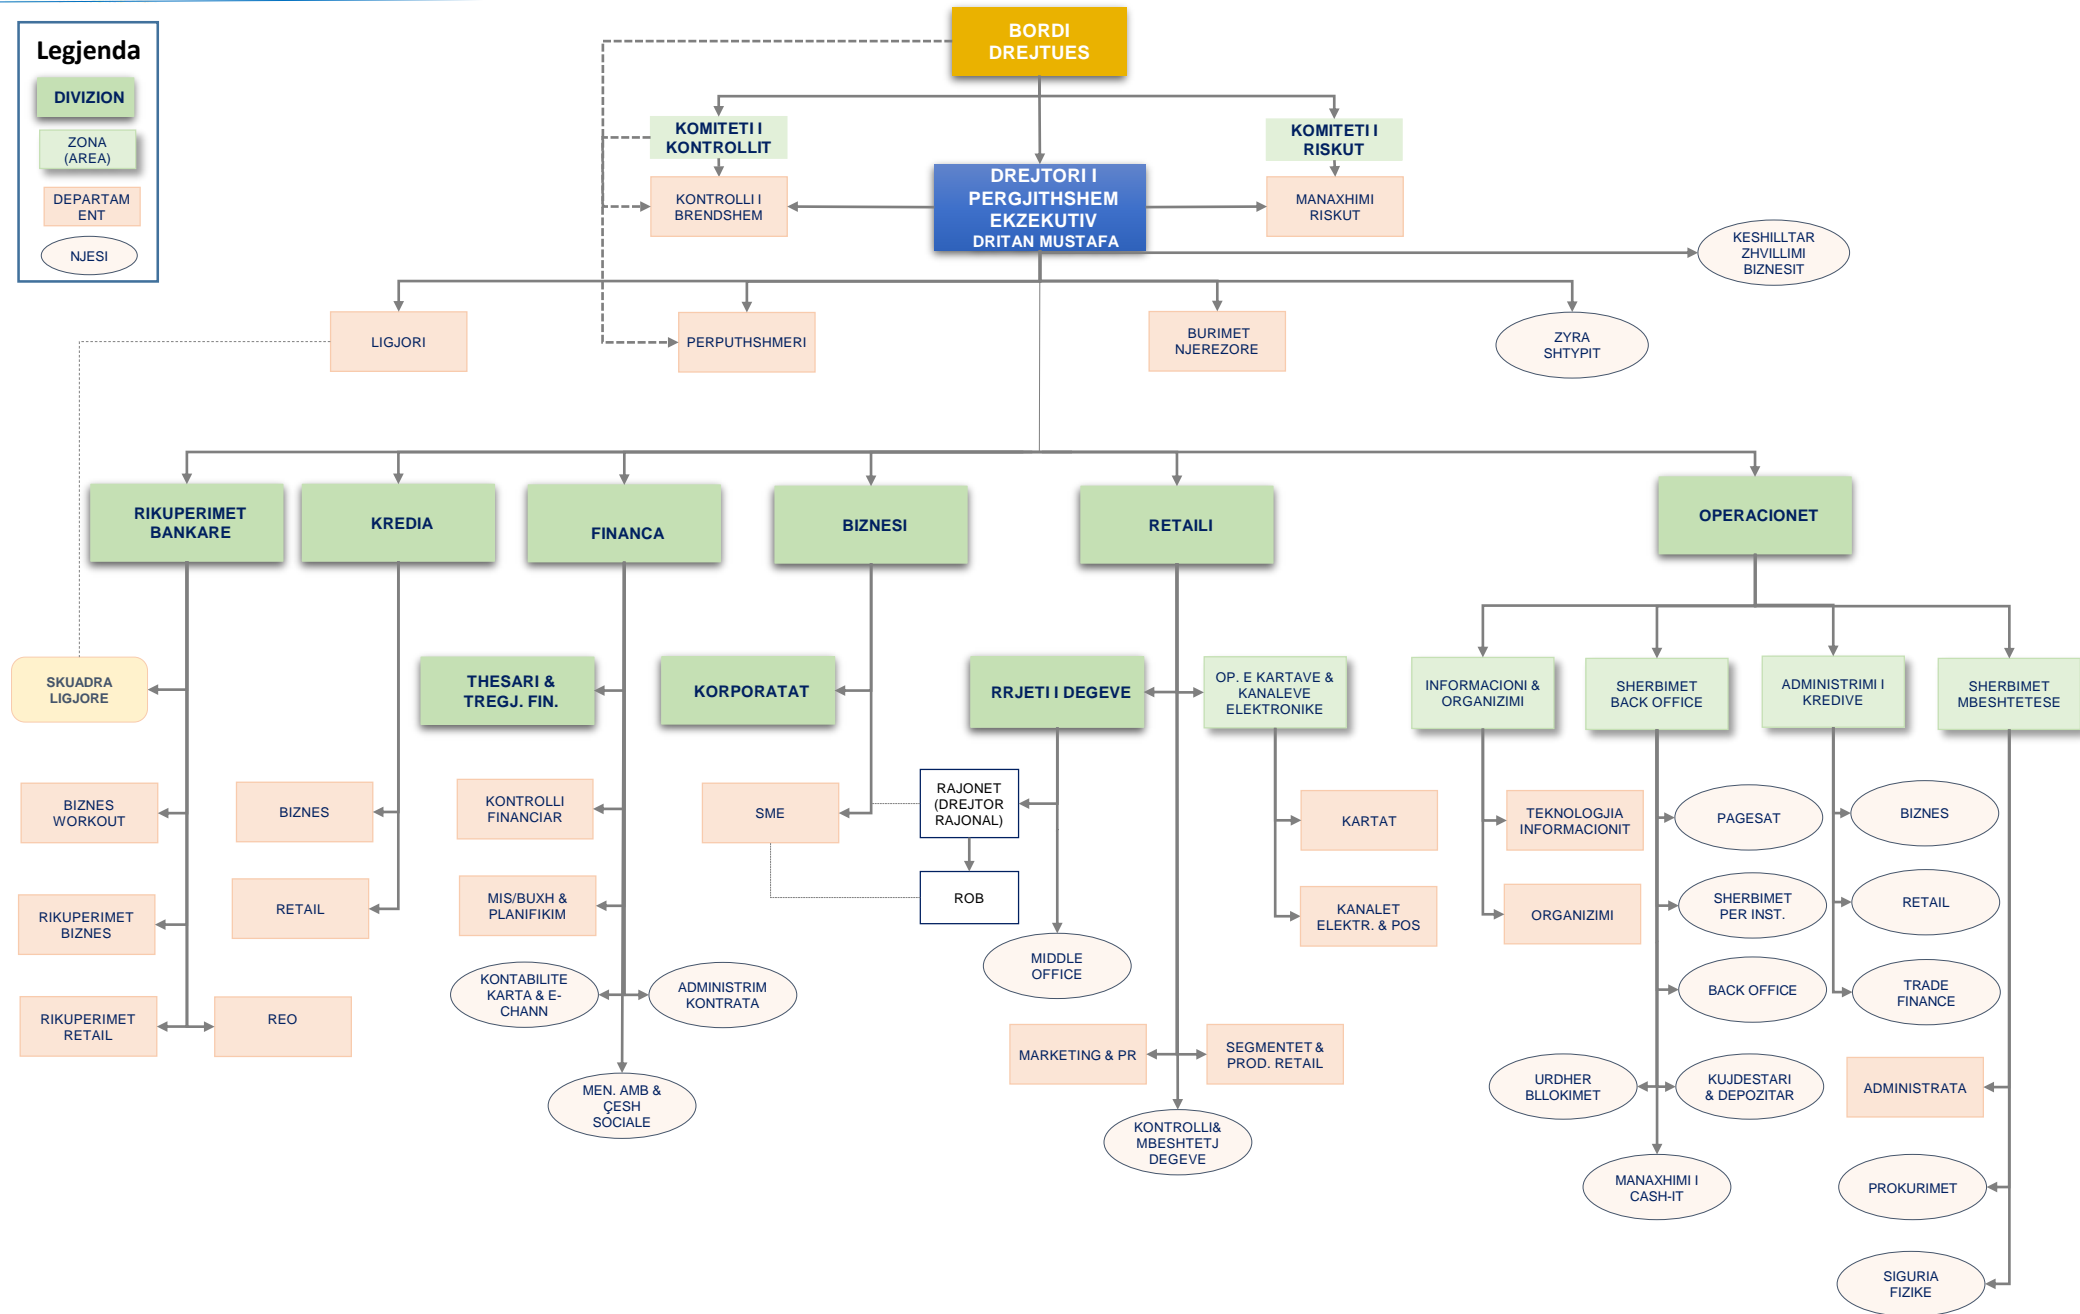 Legjenda
DIVIZION
ZONA
(AREA)
DEPARTAM
ENT
NJESI
BORDI
DREJTUES
KOMITETI I
KONTROLLIT
KOMITETI I
RISKUT
KONTROLLI I
BRENDSHEM
DREJTORI I
PERGJITHSHEM
EKZEKUTIV
DRITAN MUSTAFA
MANAXHIMI
RISKUT
KESHILLTAR
ZHVILLIMI
BIZNESIT
LIGJORI
PERPUTHSHMERI
BURIMET
NJEREZORE
ZYRA
SHTYPIT
RIKUPERIMET
BANKARE
KREDIA
FINANCA
BIZNESI
RETAILI
OPERACIONET
SKUADRA
LIGJORE
THESARI &
TREGJ. FIN.
KORPORATAT
RRJETI I DEGEVE
OP. E KARTAVE &
KANALEVE
ELEKTRONIKE
INFORMACIONI &
ORGANIZIMI
SHERBIMET
BACK OFFICE
ADMINISTRIMI I
KREDIVE
SHERBIMET
MBESHTETESE
BIZNES
WORKOUT
BIZNES
KONTROLLI
FINANCIAR
SME
RAJONET
(DREJTOR
RAJONAL)
KARTAT
TEKNOLOGJIA
INFORMACIONIT
PAGESAT
BIZNES
RIKUPERIMET
BIZNES
RETAIL
MIS/BUXH &
PLANIFIKIM
ROB
KANALET
ELEKTR. & POS
ORGANIZIMI
SHERBIMET
PER INST.
RETAIL
KONTABILITE
KARTA & E-
CHANN
ADMINISTRIM
KONTRATA
MIDDLE
OFFICE
BACK OFFICE
TRADE
FINANCE
RIKUPERIMET
RETAIL
REO
MARKETING & PR
SEGMENTET &
PROD. RETAIL
URDHER
BLLOKIMET
KUJDESTARI
& DEPOZITAR
ADMINISTRATA
MEN. AMB &
ÇESH
SOCIALE
KONTROLLI&
MBESHTETJ
DEGEVE
MANAXHIMI I
CASH-IT
PROKURIMET
SIGURIA
FIZIKE